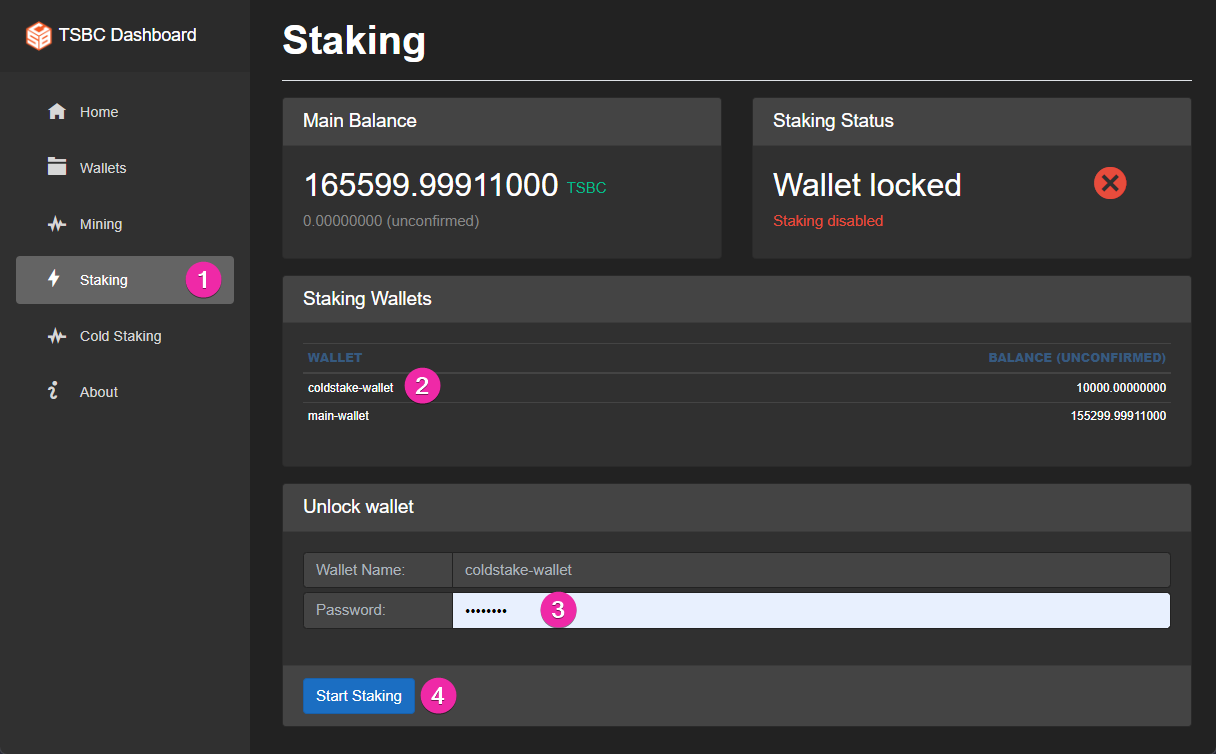 TSBC Dashboard
Home
Wallets
Mining
Staking 1
Cold Staking
About
Staking
Main Balance
165599.99911000 TSBC
0.00000000 (unconfirmed)
Staking Status
Wallet locked
Staking disabled
Staking Wallets
WALLET BALANCE (UNCONFIRMED)
coldstake-wallet 2 10000.00000000
main-wallet 155299.99911000
Unlock wallet
Wallet Name: coldstake-wallet
Password: •••••••• 3
Start Staking 4